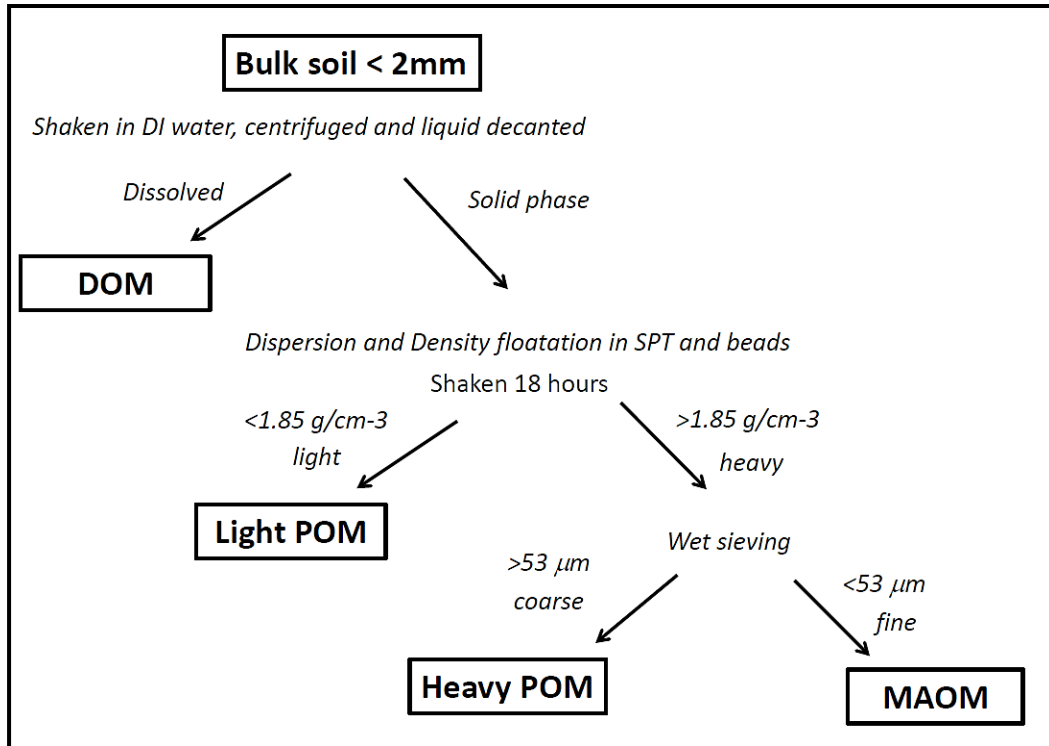 Bulk soil < 2mm
Shaken in DI water, centrifuged and liquid decanted
Dissolved
Solid phase
DOM
Dispersion and Density floatation in SPT and beads
Shaken 18 hours
<1.85 g/cm-3
light
>1.85 g/cm-3
heavy
Light POM
Wet sieving
>53 μm
coarse
<53 μm
fine
Heavy POM
MAOM